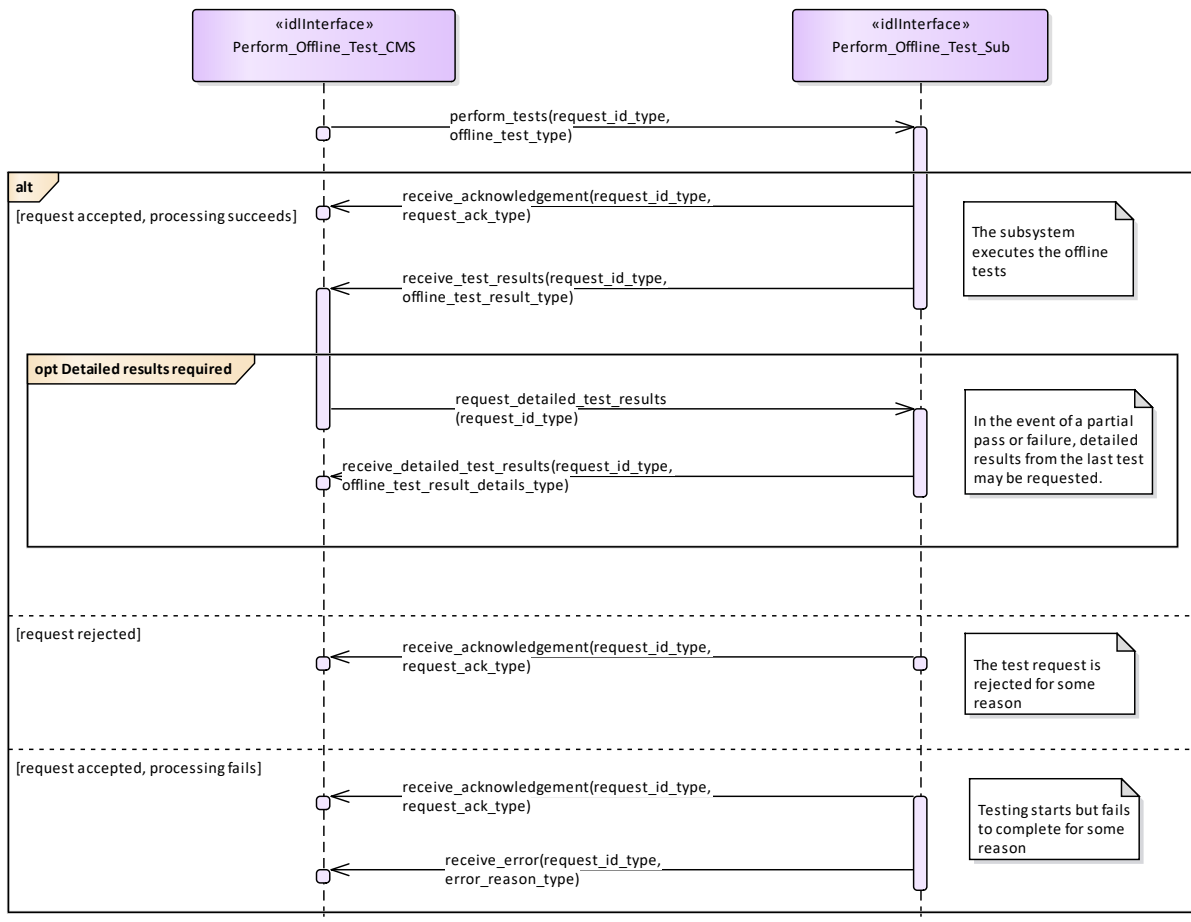 «idlInterface»
Perform_Offline_Test_CMS
«idlInterface»
Perform_Offline_Test_Sub
perform_tests(request_id_type,
offline_test_type)
alt
[request accepted, processing succeeds]
receive_acknowledgement(request_id_type,
request_ack_type)
The subsystem
executes the offline
tests
receive_test_results(request_id_type,
offline_test_result_type)
opt Detailed results required
request_detailed_test_results
(request_id_type)
In the event of a partial
pass or failure, detailed
results from the last test
may be requested.
receive_detailed_test_results(request_id_type,
offline_test_result_details_type)
[request rejected]
receive_acknowledgement(request_id_type,
request_ack_type)
The test request is
rejected for some
reason
[request accepted, processing fails]
receive_acknowledgement(request_id_type,
request_ack_type)
Testing starts but fails
to complete for some
reason
receive_error(request_id_type,
error_reason_type)